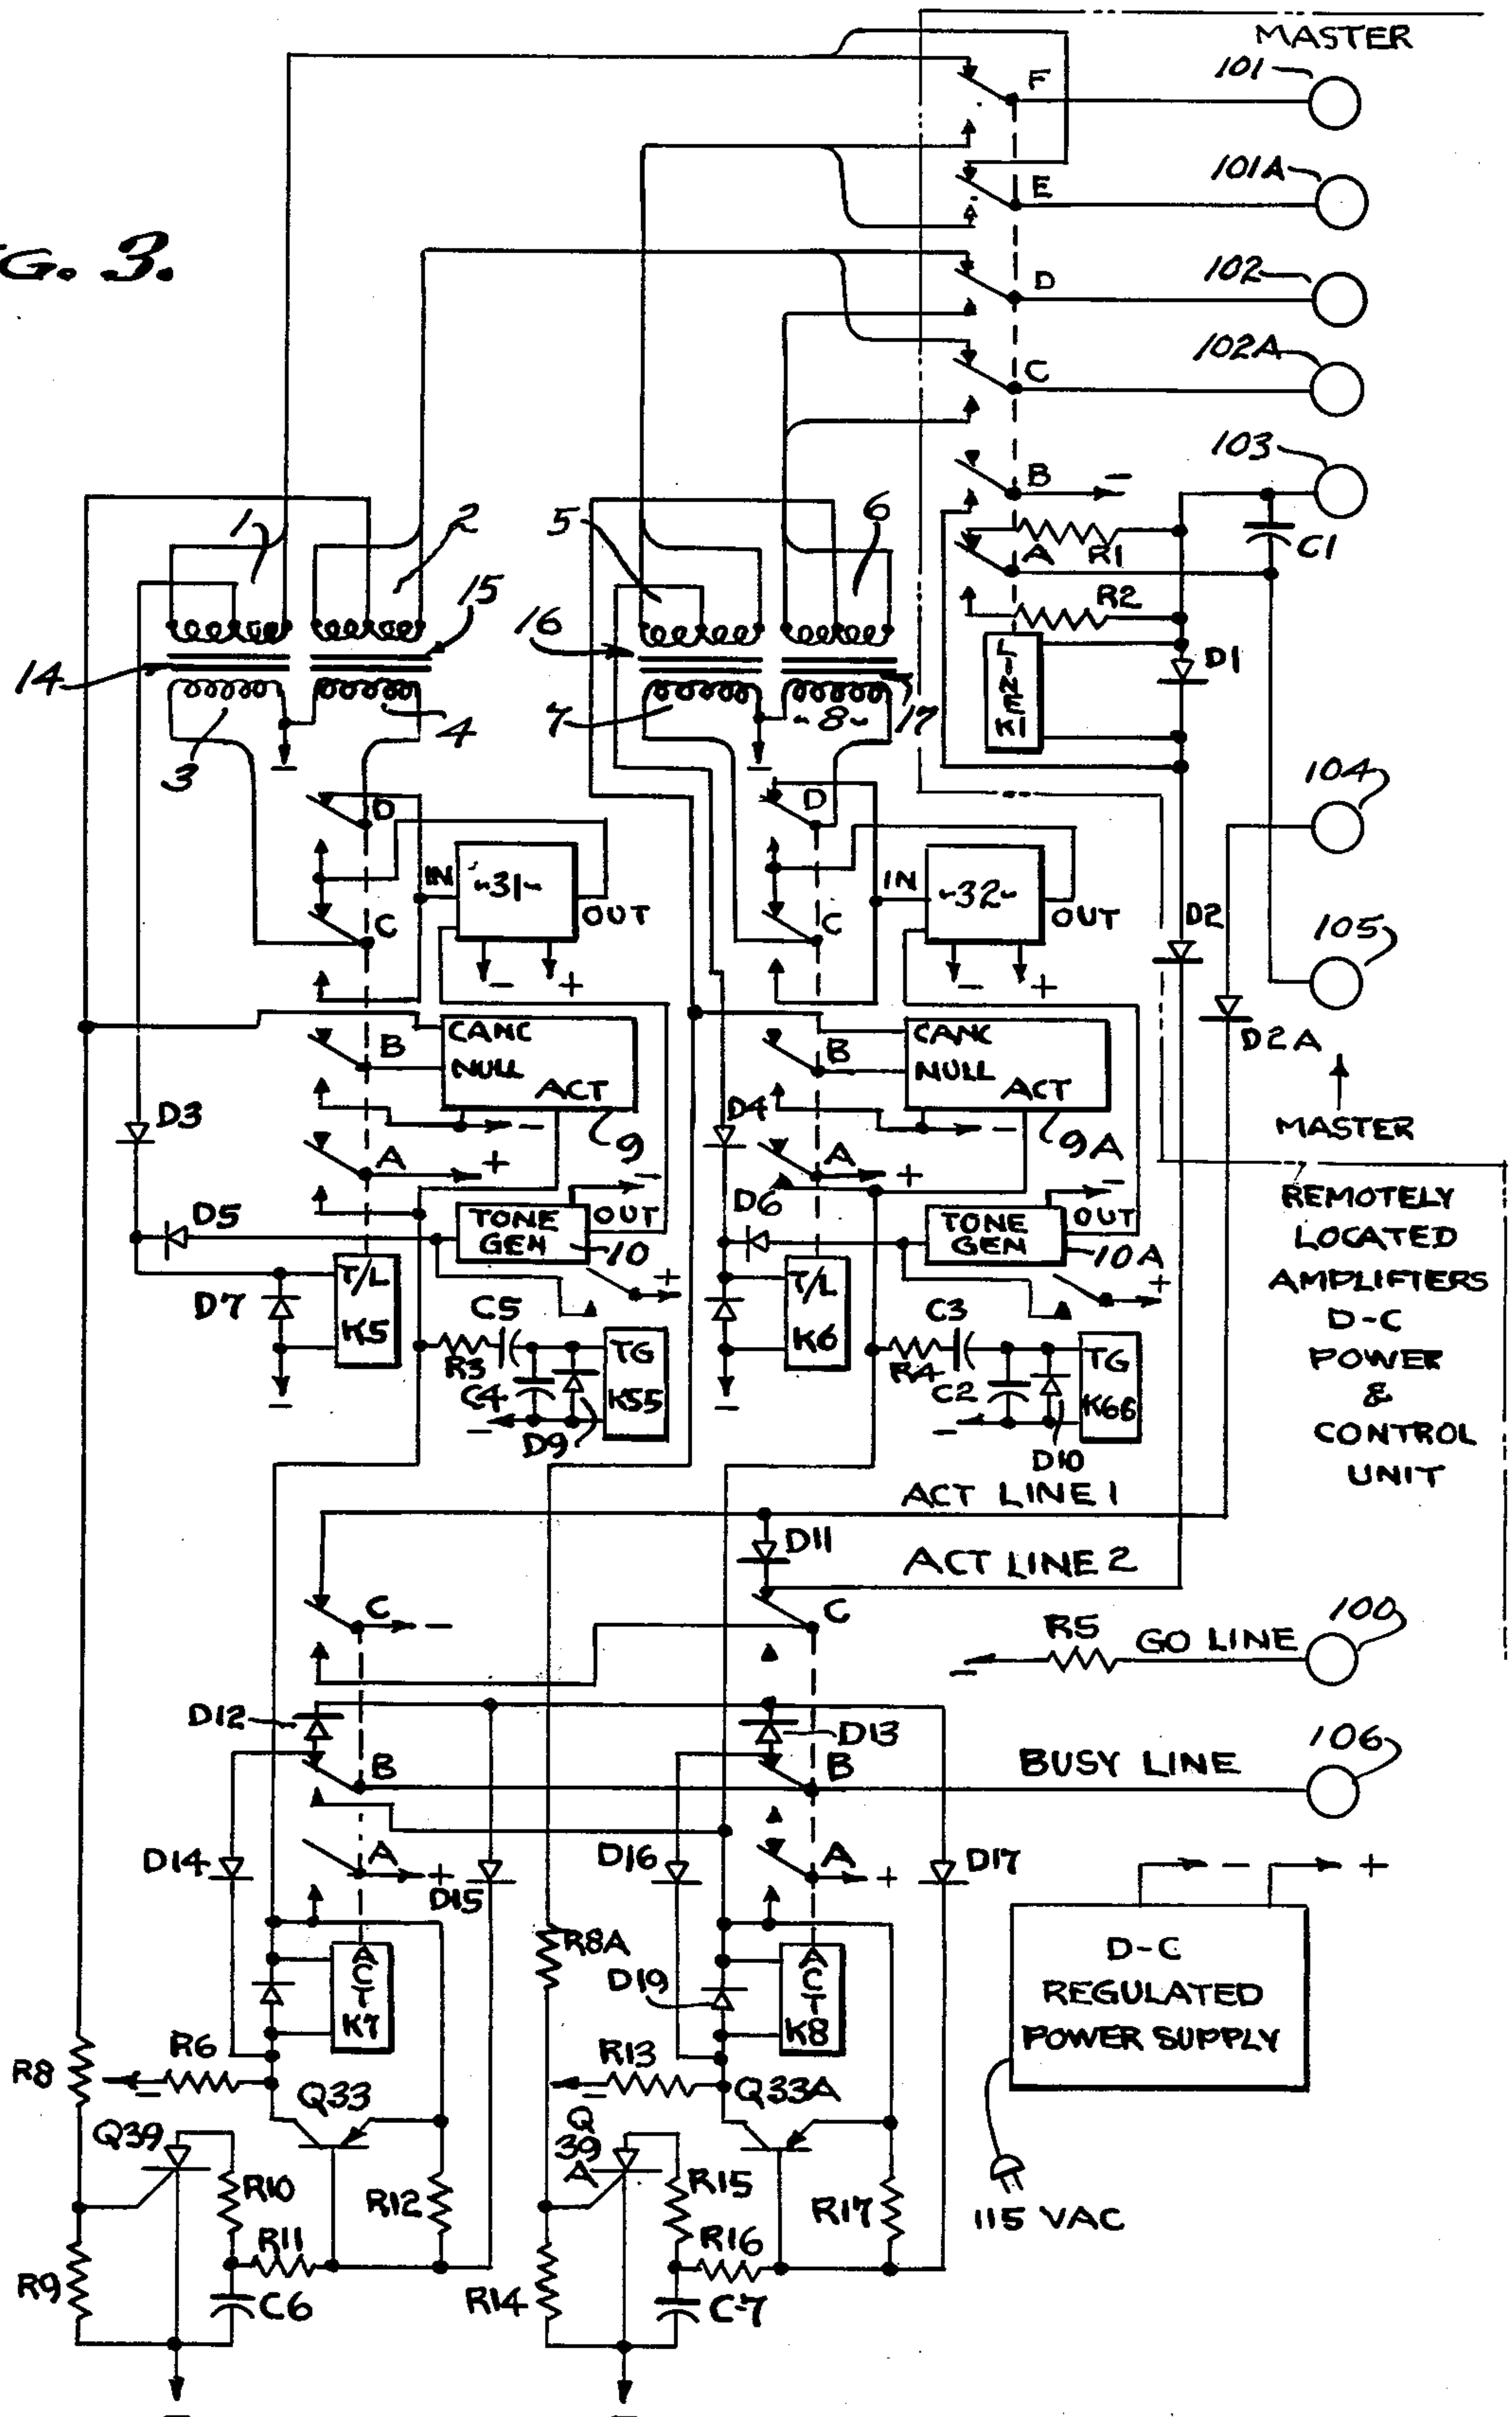 MASTER
101
F
101A
E
G. 3.
102
D
102A
C
103
B
-
1
2
5
6
A
R1
C1
R2
15
16
14
LINE K1
D1
3
4
7
-8-
17
-
-
104
D
D
IN
-31-
OUT
IN
-32-
OUT
C
C
D2
105
- +
- +
D2A
CANC
NULL
ACT
B
CANC
NULL
ACT
B
D3
-
9
D4
-
9A
MASTER
A
+
A
+
REMOTELY
LOCATED
AMPLIFIERS
D-C
POWER
&
CONTROL
UNIT
D5
TONE
GEN
OUT
-
10
D6
TONE
GEN
OUT
-
10A
D7
T/L
K5
+
T/L
K6
+
C5
R3
C4
TG
K55
D9
-
-
C3
R4
C2
TG
K66
D10
-
-
ACT LINE 1
D11
ACT LINE 2
C
-
C
R5
GO LINE
100
-
D12
D13
106
B
B
BUSY LINE
D14
A
+
D15
D16
A
+
D17
- +
R8A
ACT
K7
D19
ACT
K8
D-C
REGULATED
POWER SUPPLY
R8
R6
-
Q33
R13
-
Q33A
Q39
Q
39
A
R10
R12
R15
R17
115 VAC
R11
R16
R9
C6
R14
C-7
-
-